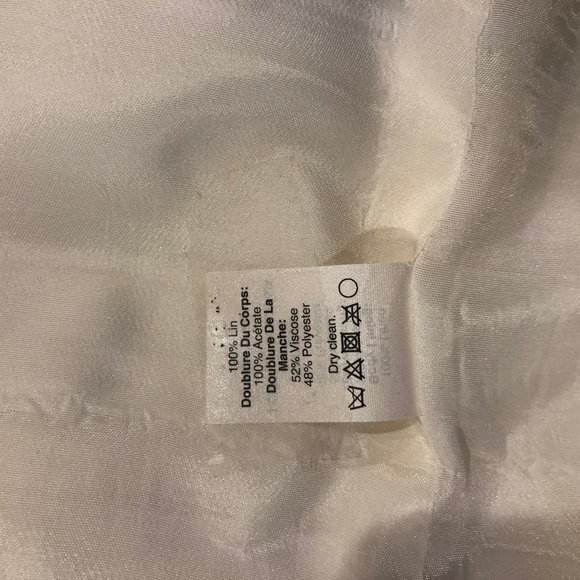 100% Lin
Doublure Du Corps:
100% Acétate
Doublure De La
Manche:
52% Viscose
48% Polyester
Dry clean.